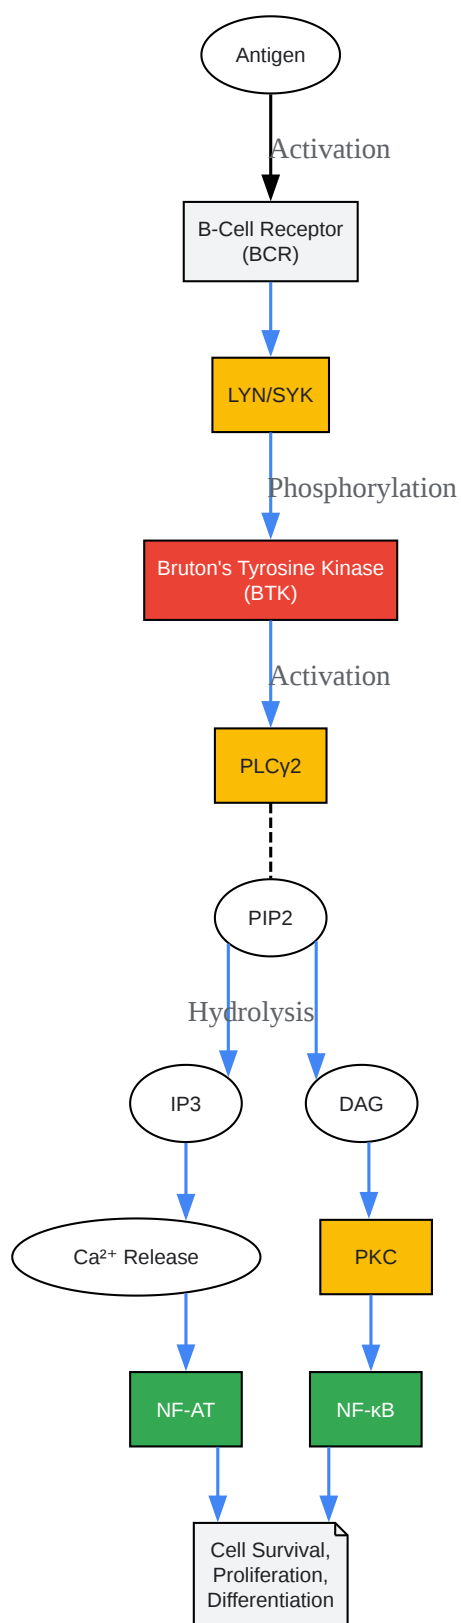 Antigen
Activation
B-Cell Receptor
(BCR)
LYN/SYK
Phosphorylation
Bruton's Tyrosine Kinase
(BTK)
Activation
PLCγ2
PIP2
Hydrolysis
IP3
DAG
Ca²⁺ Release
PKC
NF-AT
NF-κB
Cell Survival,
Proliferation,
Differentiation